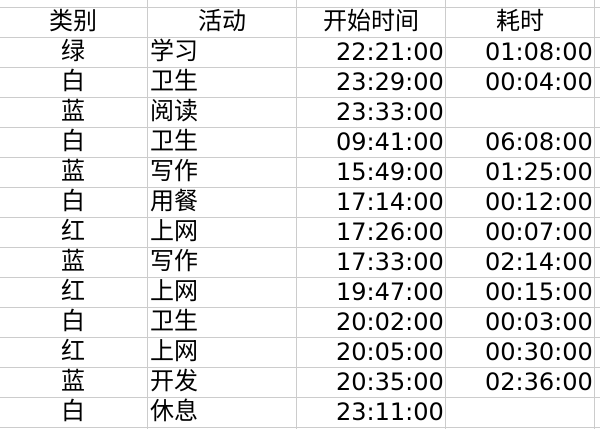 类别 活动 开始时间 耗时
绿 学习 22:21:00 01:08:00
白 卫生 23:29:00 00:04:00
蓝 阅读 23:33:00
白 卫生 09:41:00 06:08:00
蓝 写作 15:49:00 01:25:00
白 用餐 17:14:00 00:12:00
红 上网 17:26:00 00:07:00
蓝 写作 17:33:00 02:14:00
红 上网 19:47:00 00:15:00
白 卫生 20:02:00 00:03:00
红 上网 20:05:00 00:30:00
蓝 开发 20:35:00 02:36:00
白 休息 23:11:00